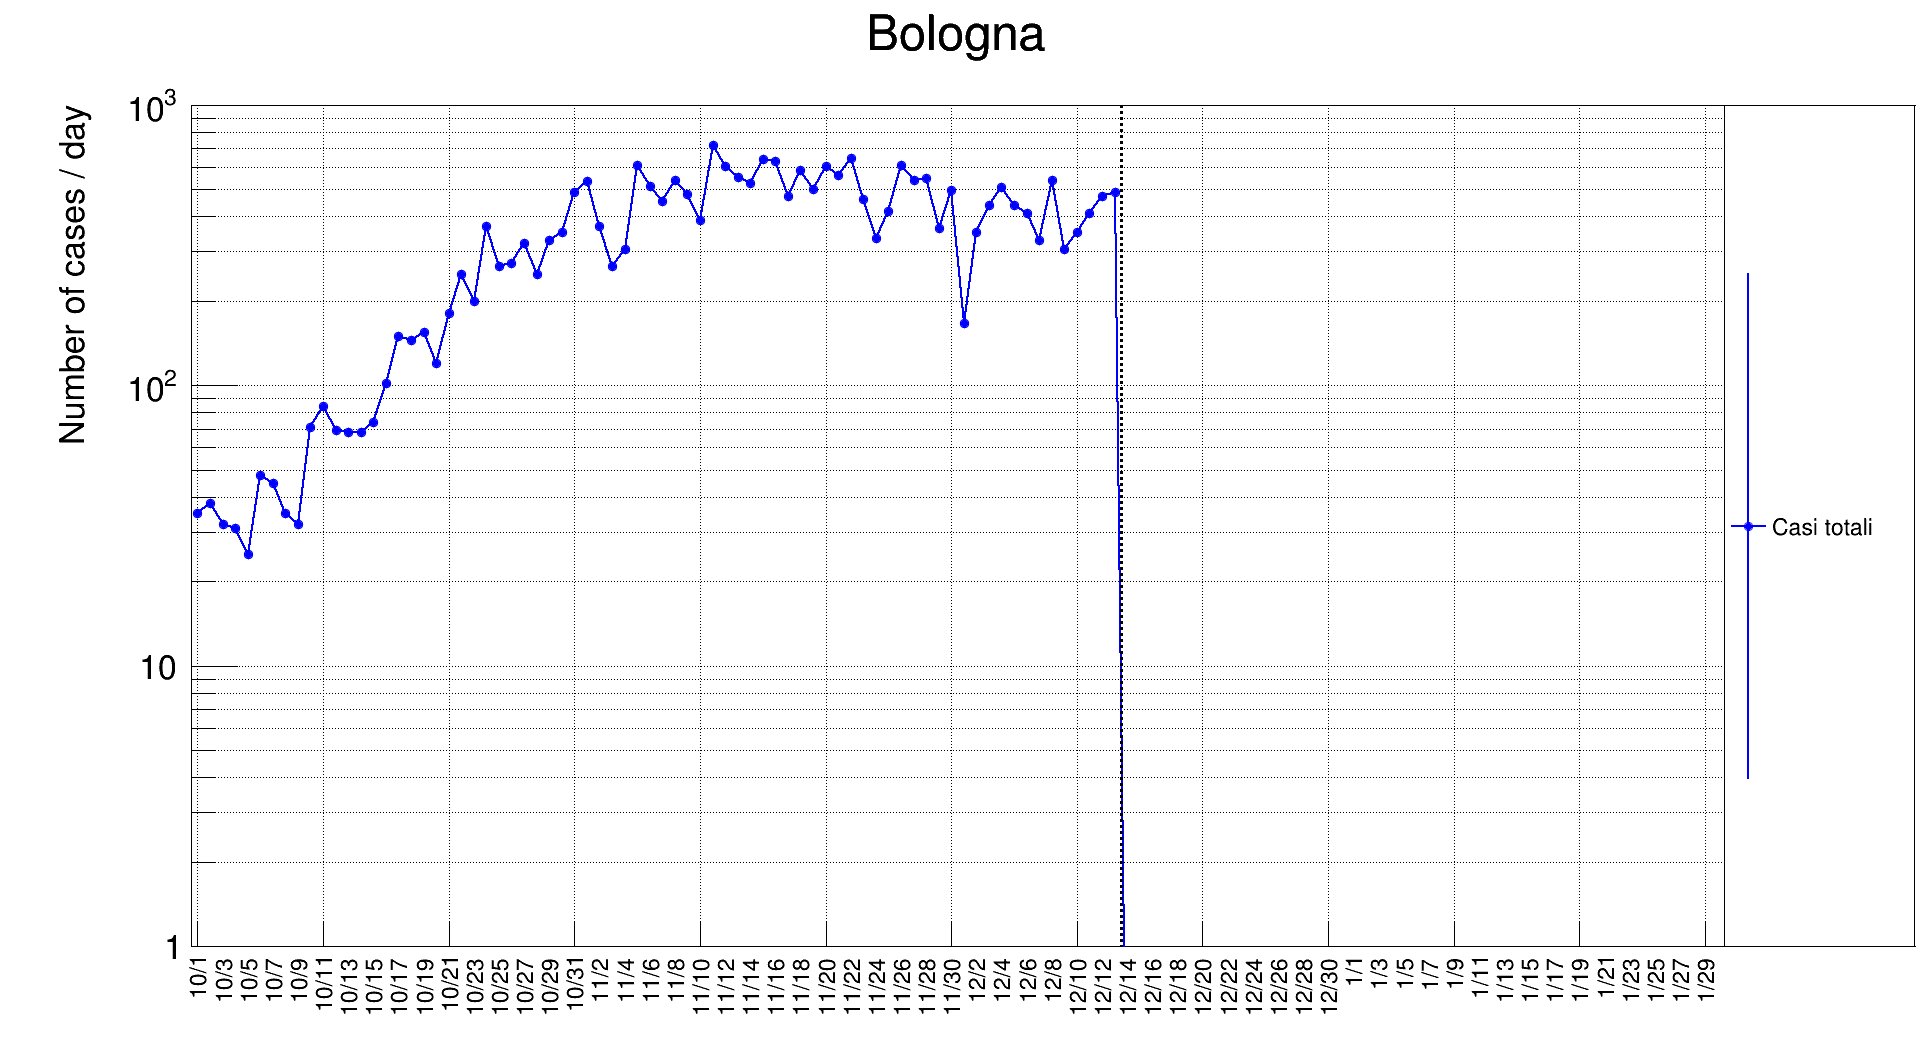 Bologna
Number of cases / day
10³
10²
10
1
10/1 10/3 10/5 10/7 10/9 10/11 10/13 10/15 10/17 10/19 10/21 10/23 10/25 10/27 10/29 10/31 11/2 11/4 11/6 11/8 11/10 11/12 11/14 11/16 11/18 11/20 11/22 11/24 11/26 11/28 11/30 12/2 12/4 12/6 12/8 12/10 12/12 12/14 12/16 12/18 12/20 12/22 12/24 12/26 12/28 12/30 1/1 1/3 1/5 1/7 1/9 1/11 1/13 1/15 1/17 1/19 1/21 1/23 1/25 1/27 1/29
Casi totali